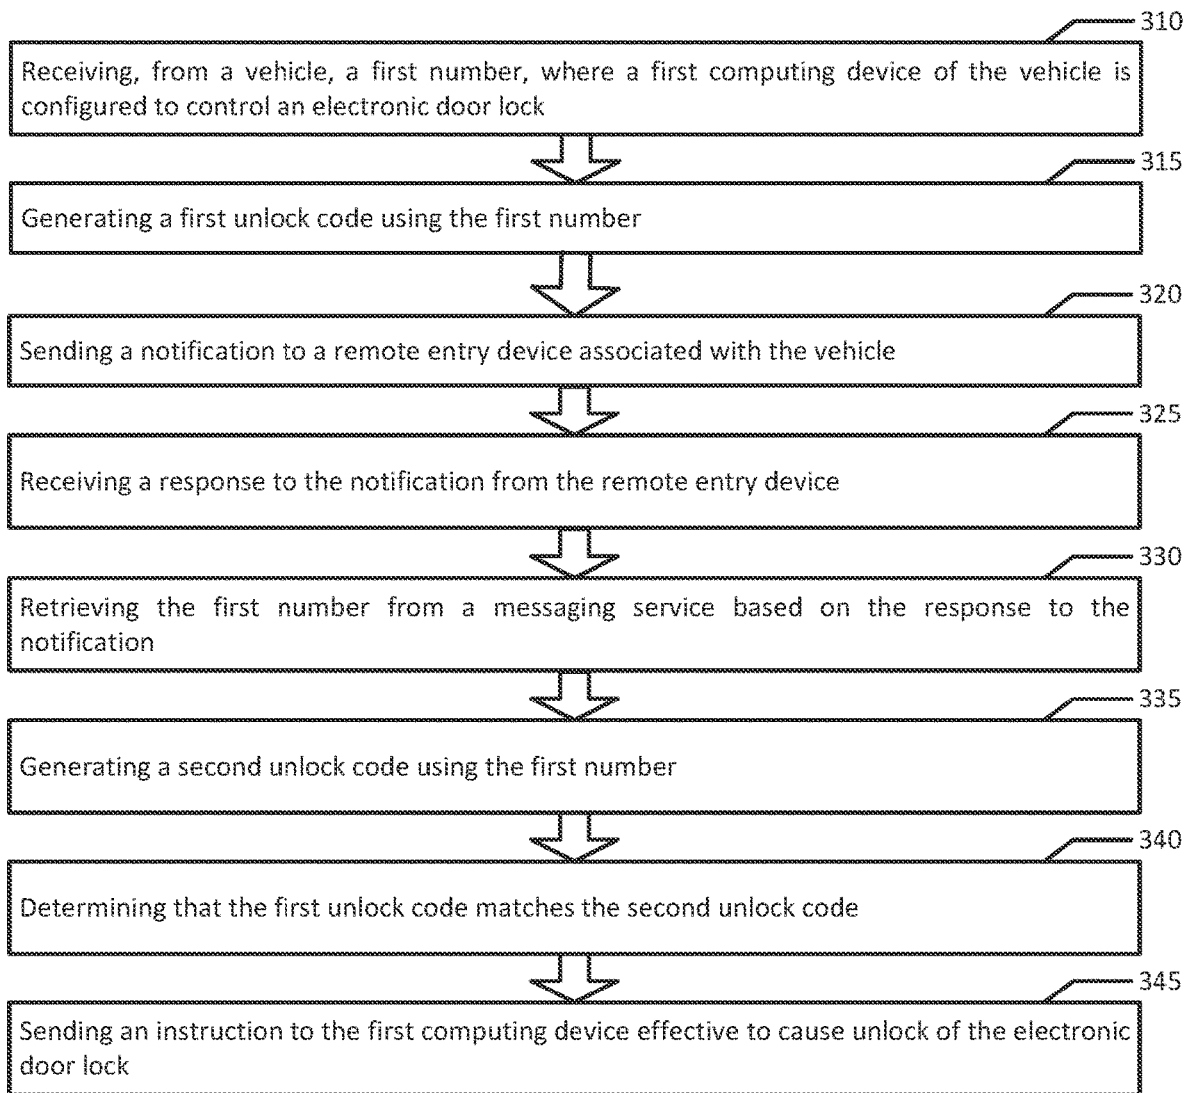 310
Receiving, from a vehicle, a first number, where a first computing device of the vehicle is
configured to control an electronic door lock
315
Generating a first unlock code using the first number
320
Sending a notification to a remote entry device associated with the vehicle
325
Receiving a response to the notification from the remote entry device
330
Retrieving the first number from a messaging service based on the response to the
notification
335
Generating a second unlock code using the first number
340
Determining that the first unlock code matches the second unlock code
345
Sending an instruction to the first computing device effective to cause unlock of the electronic
door lock